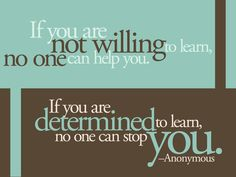 If you are
not willing to learn,
no one can help you.
If you are
determined to learn,
no one can stop
you.
–Anonymous